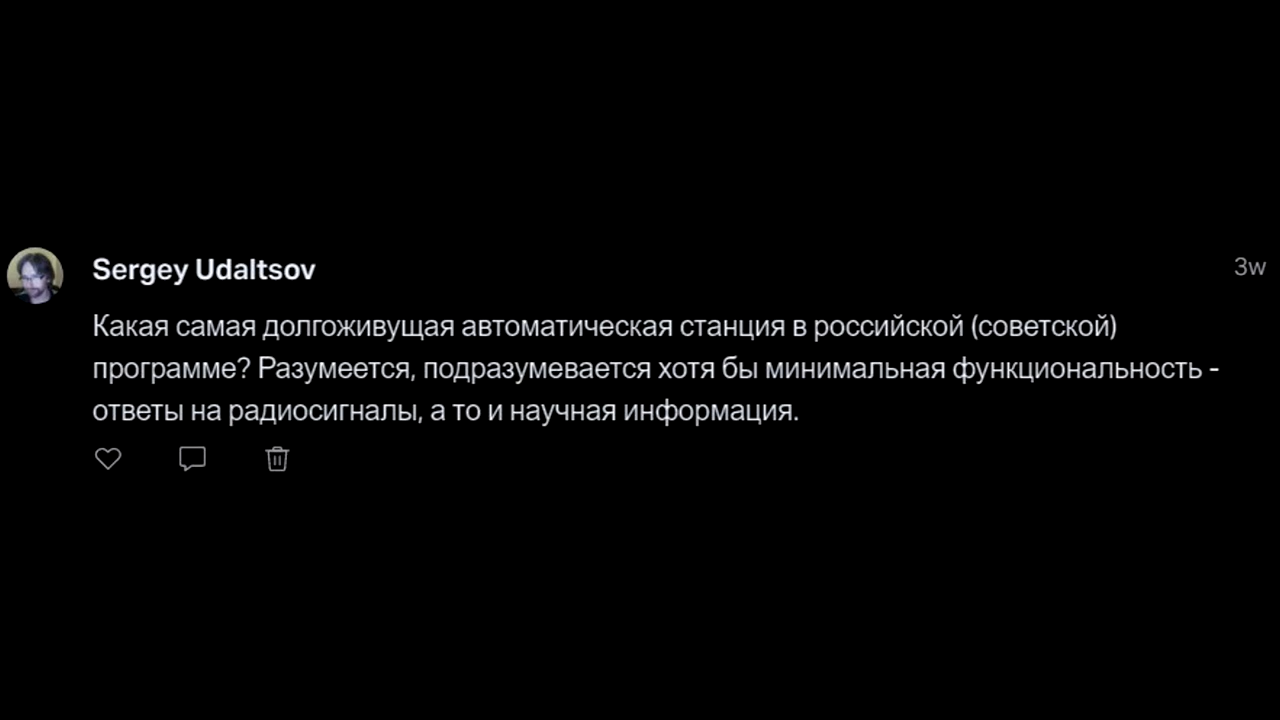 Sergey Udaltsov
3w
Какая самая долгоживущая автоматическая станция в российской (советской)
программе? Разумеется, подразумевается хотя бы минимальная функциональность -
ответы на радиосигналы, а то и научная информация.